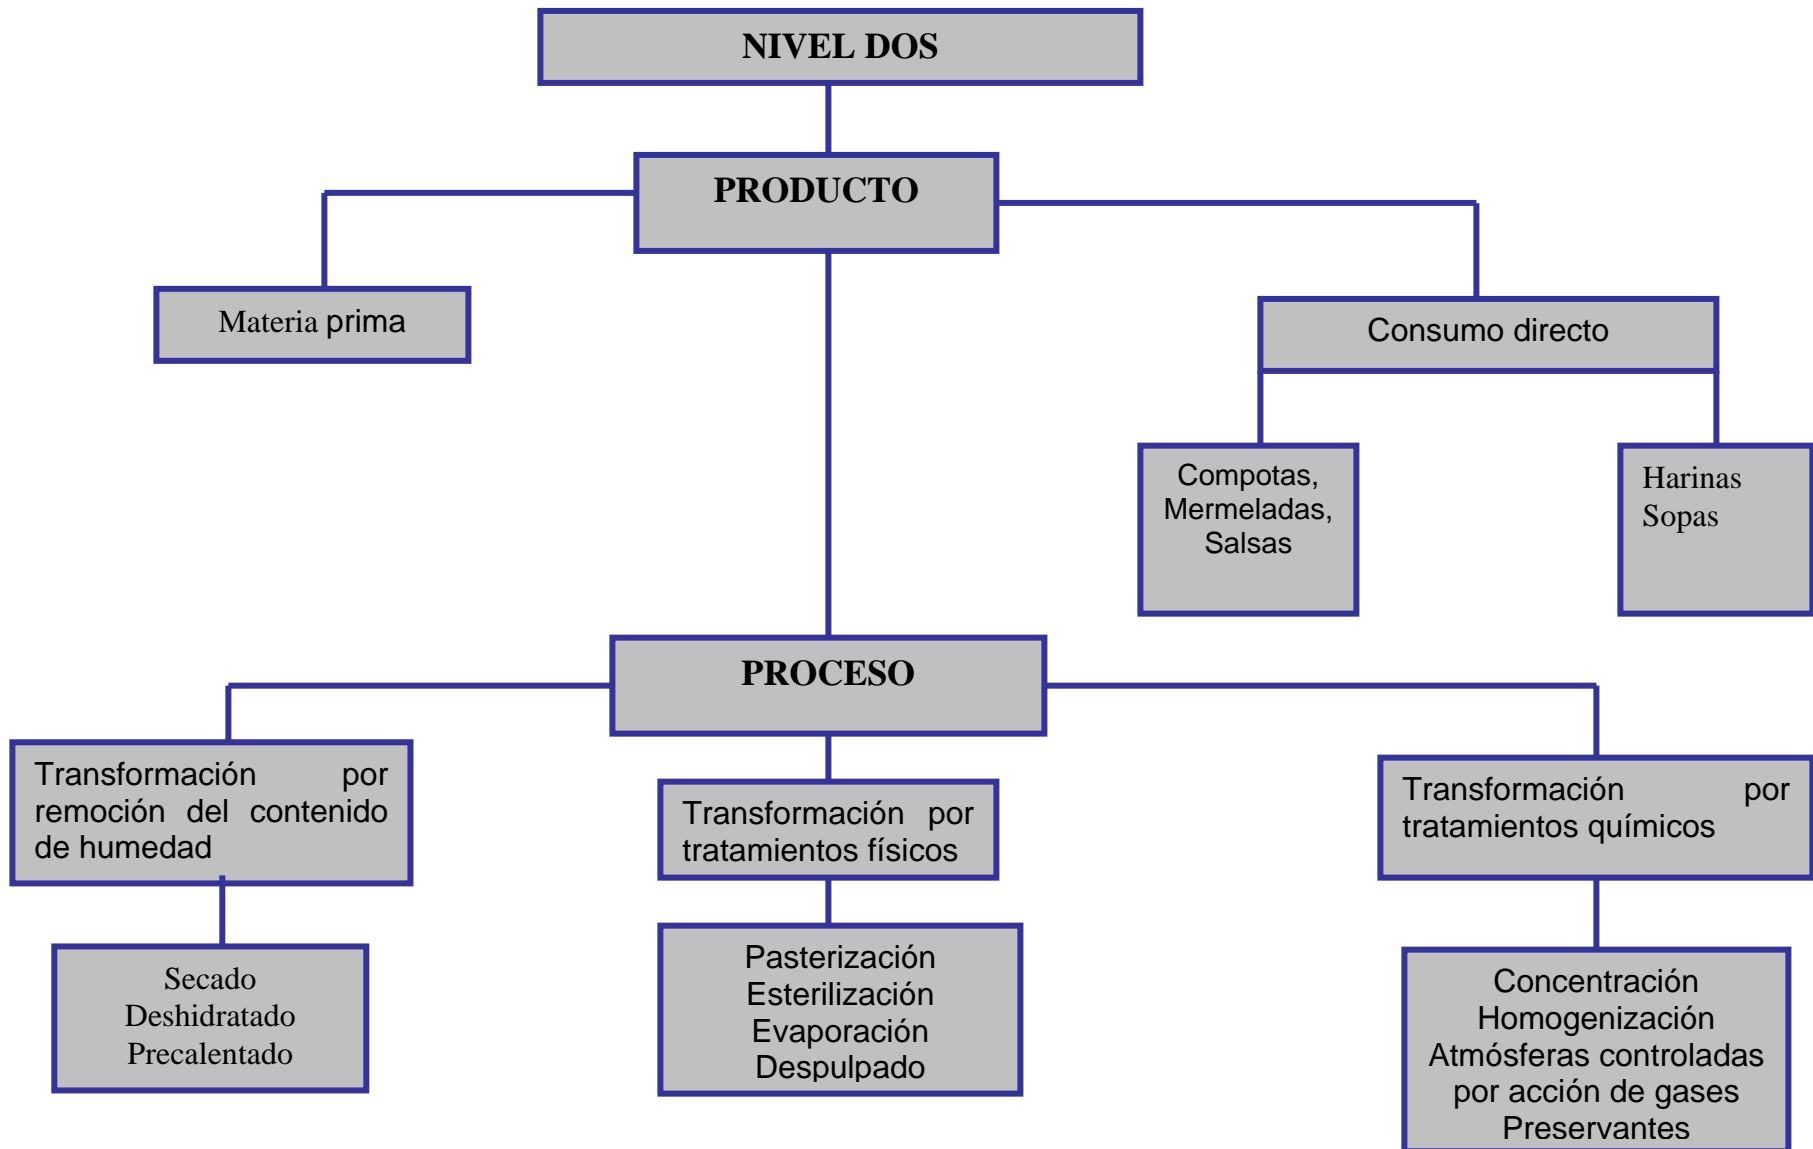 NIVEL DOS
PRODUCTO
Materia prima
Consumo directo
Compotas,
Mermeladas,
Salsas
Harinas
Sopas
PROCESO
Transformación por
remoción del contenido
de humedad
Transformación por
tratamientos físicos
Transformación por
tratamientos químicos
Secado
Deshidratado
Precalentado
Pasterización
Esterilización
Evaporación
Despulpado
Concentración
Homogenización
Atmósferas controladas
por acción de gases
Preservantes